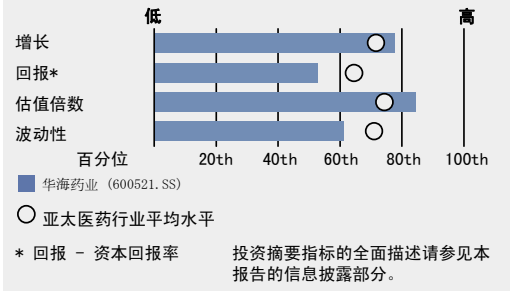 低 高
增长
回报*
估值倍数
波动性
百分位 20th 40th 60th 80th 100th
华海药业 (600521.SS)
亚太医药行业平均水平
* 回报 - 资本回报率 投资摘要指标的全面描述请参见本
报告的信息披露部分。